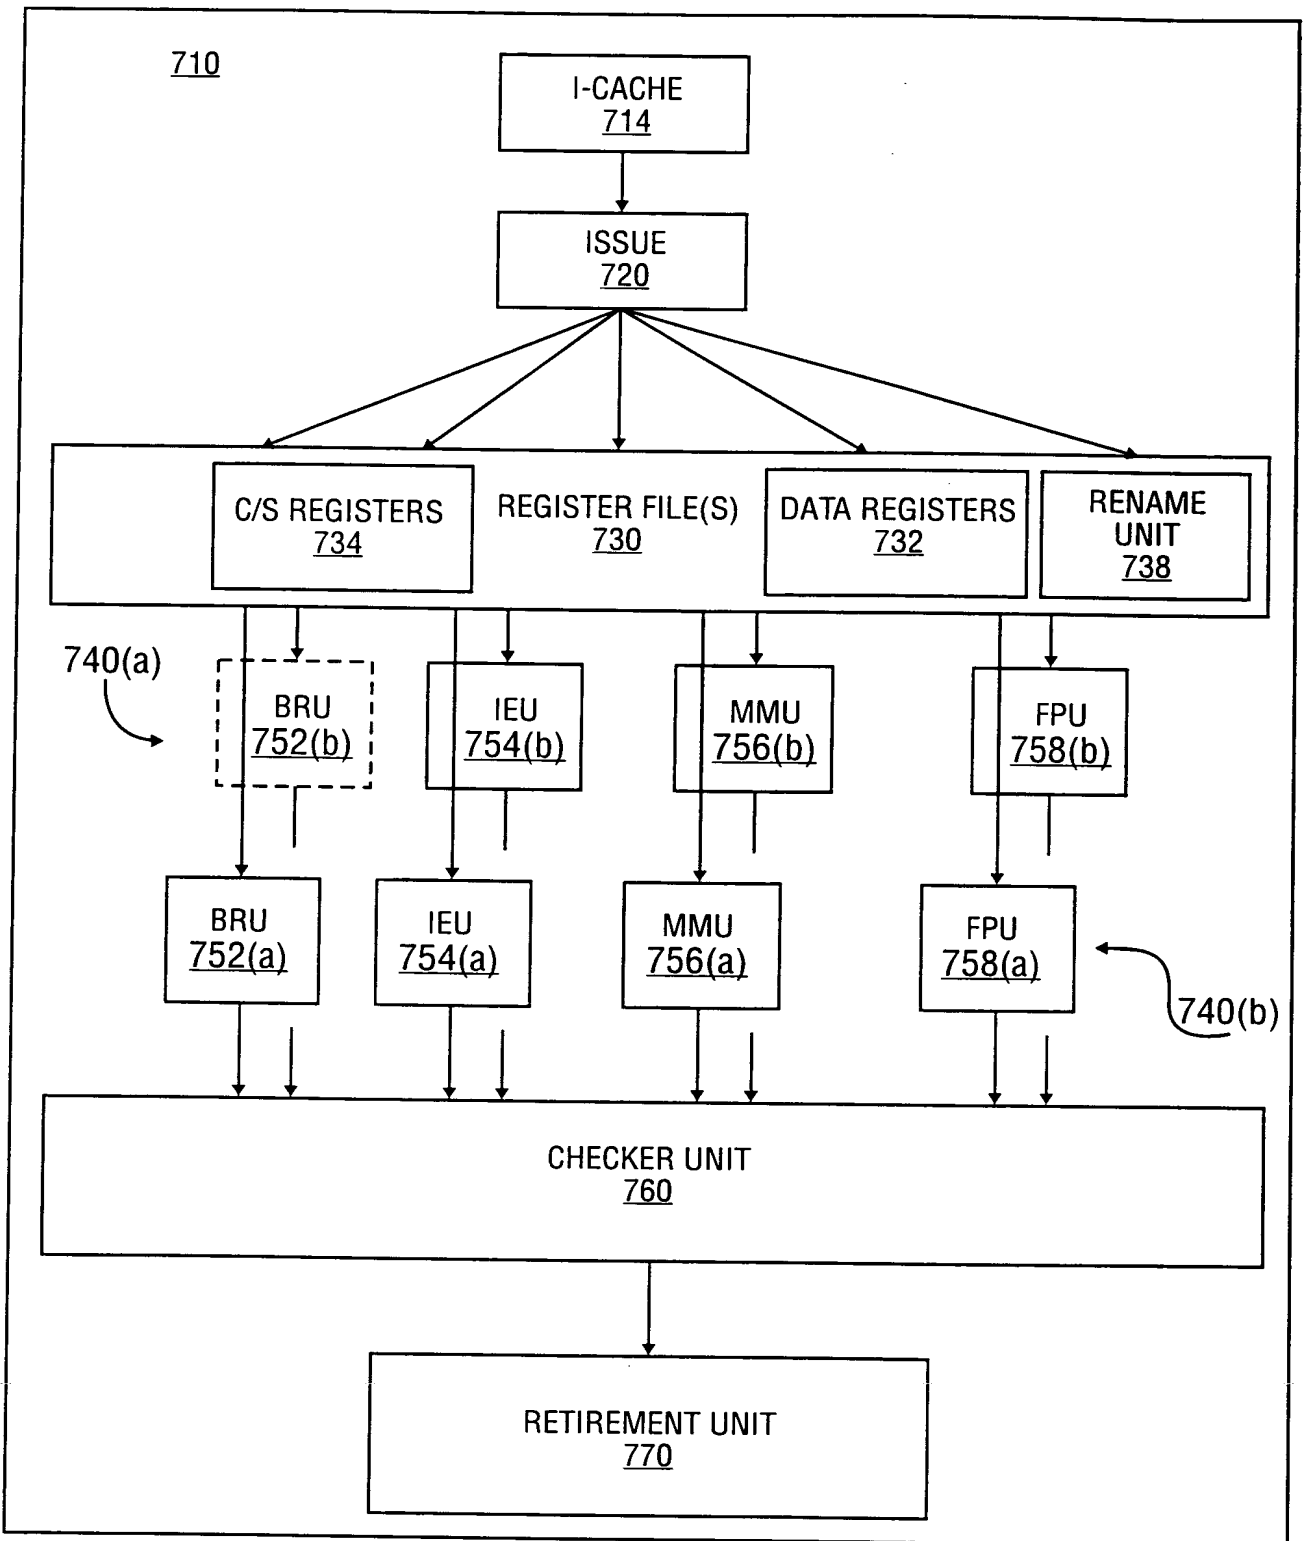 710
I-CACHE
714
ISSUE
720
C/S REGISTERS
734
REGISTER FILE(S)
730
DATA REGISTERS
732
RENAME
UNIT
738
740(a)
BRU
752(b)
IEU
754(b)
MMU
756(b)
FPU
758(b)
BRU
752(a)
IEU
754(a)
MMU
756(a)
FPU
758(a)
740(b)
CHECKER UNIT
760
RETIREMENT UNIT
770